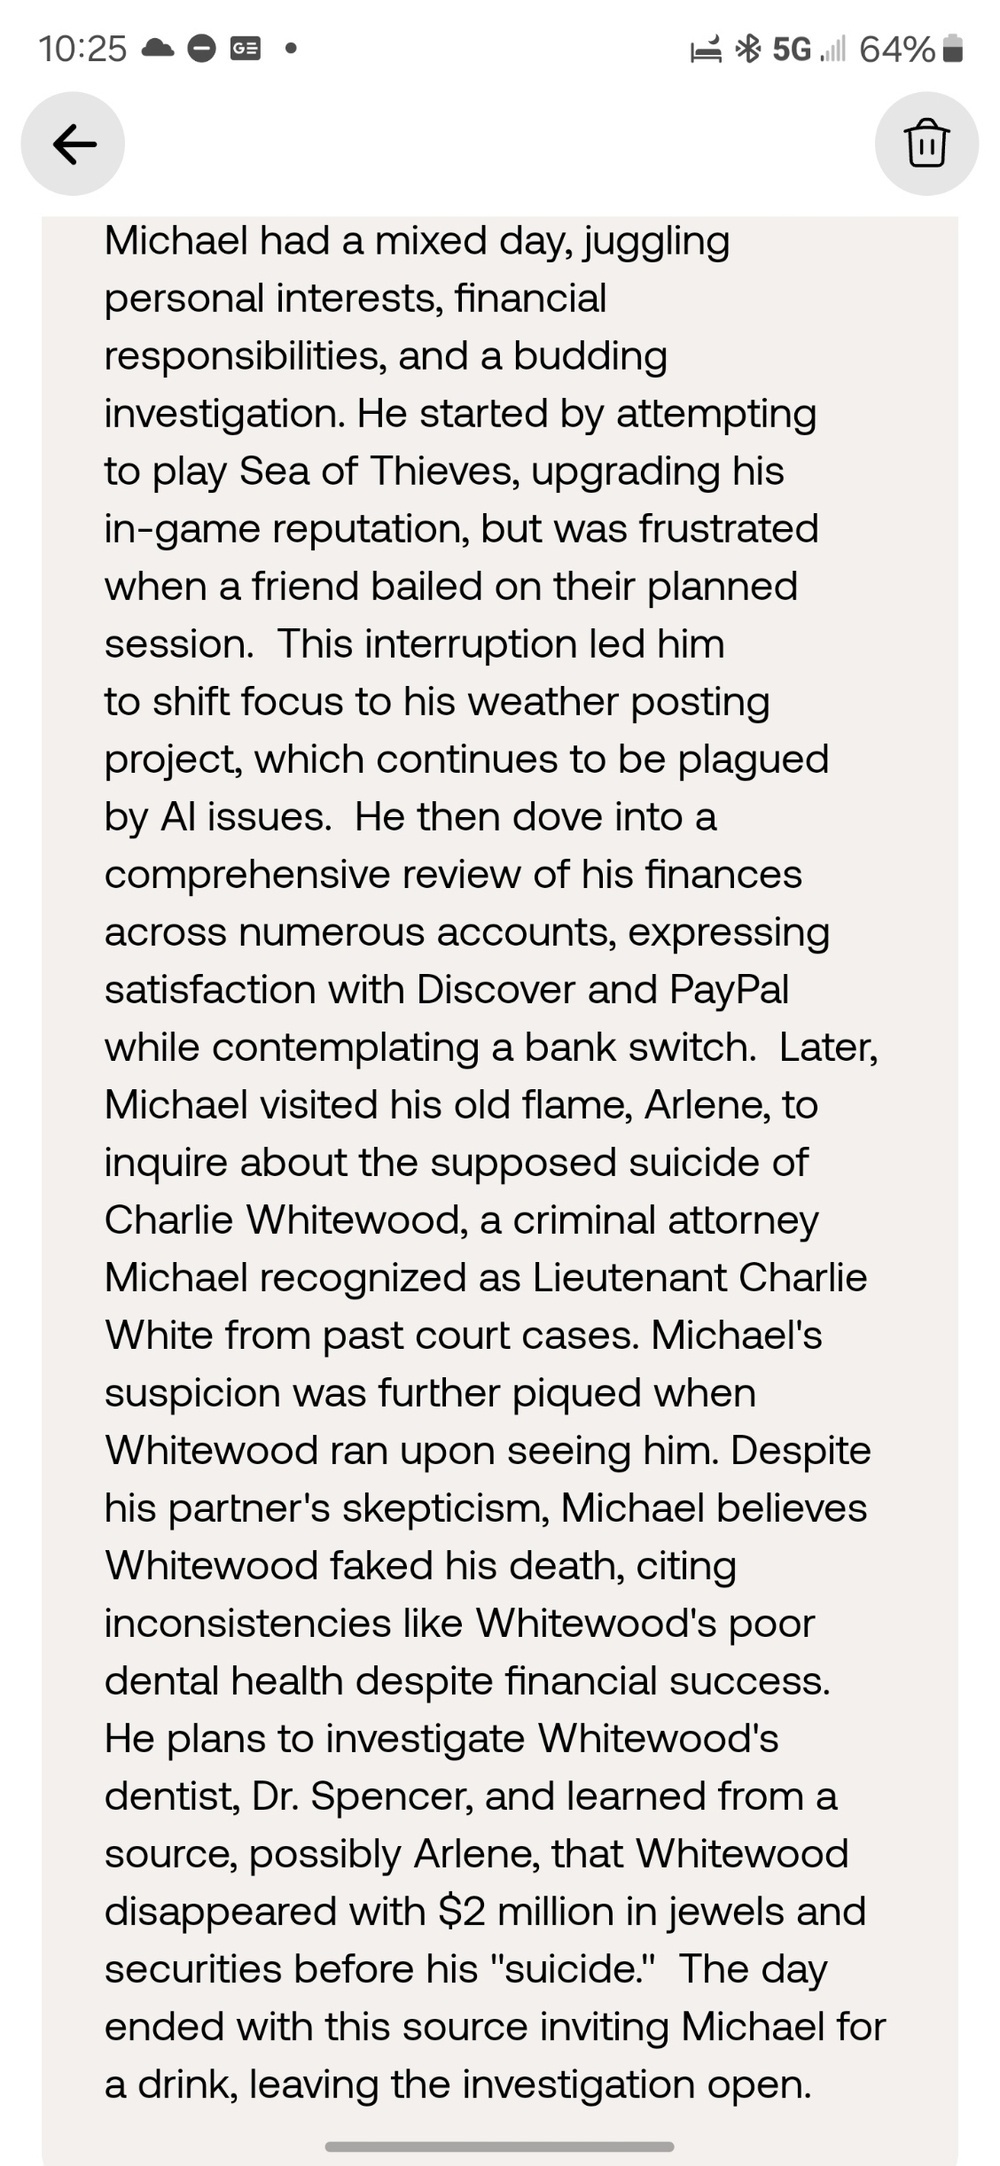 10:25
5G 64%
Michael had a mixed day, juggling
personal interests, financial
responsibilities, and a budding
investigation. He started by attempting
to play Sea of Thieves, upgrading his
in-game reputation, but was frustrated
when a friend bailed on their planned
session.  This interruption led him
to shift focus to his weather posting
project, which continues to be plagued
by AI issues.  He then dove into a
comprehensive review of his finances
across numerous accounts, expressing
satisfaction with Discover and PayPal
while contemplating a bank switch.  Later,
Michael visited his old flame, Arlene, to
inquire about the supposed suicide of
Charlie Whitewood, a criminal attorney
Michael recognized as Lieutenant Charlie
White from past court cases. Michael's
suspicion was further piqued when
Whitewood ran upon seeing him. Despite
his partner's skepticism, Michael believes
Whitewood faked his death, citing
inconsistencies like Whitewood's poor
dental health despite financial success.
He plans to investigate Whitewood's
dentist, Dr. Spencer, and learned from a
source, possibly Arlene, that Whitewood
disappeared with $2 million in jewels and
securities before his "suicide."  The day
ended with this source inviting Michael for
a drink, leaving the investigation open.